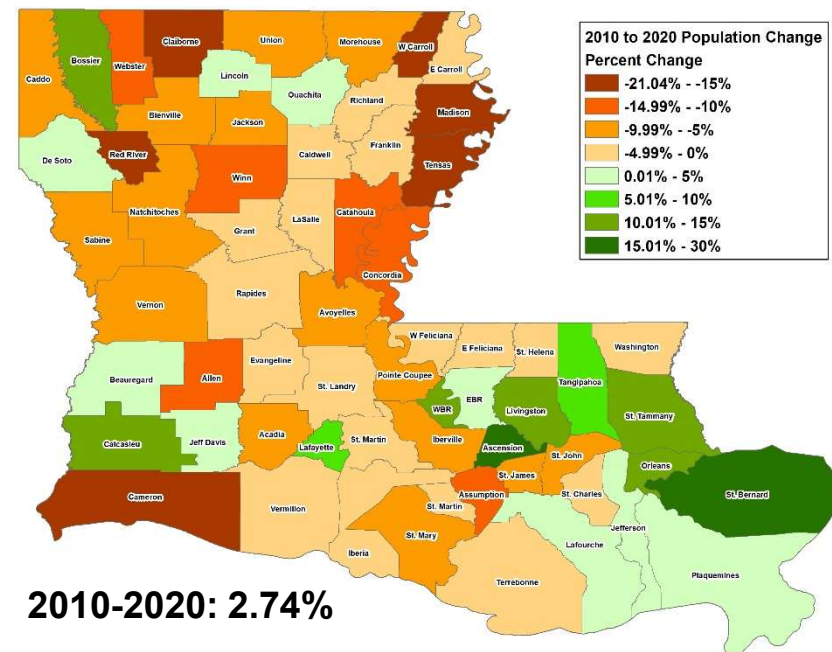 2010 to 2020 Population Change
Percent Change
-21.04% - -15%
-14.99% - -10%
-9.99% - -5%
-4.99% - 0%
0.01% - 5%
5.01% - 10%
10.01% - 15%
15.01% - 30%
Claiborne
Union
Morehouse
W Carroll
E Carroll
Bossier
Webster
Lincoln
Caddo
Ouachita
Richland
Madison
Bienville
Jackson
Franklin
Caldwell
De Soto
Red River
Tensas
Winn
Natchitoches
Catahoula
LaSalle
Grant
Sabine
Concordia
Rapides
Vernon
Avoyelles
W Feliciana
E Feliciana
St. Helena
Washington
Evangeline
Pointe Coupee
Beauregard
Allen
St. Landry
Tangipahoa
EBR
WBR
Livingston
St. Tammany
Calcasieu
Jeff Davis
Acadia
Lafayette
St. Martin
Iberville
Ascension
St. John
Orleans
St. James
Cameron
Assumption
St. Charles
St. Bernard
Vermilion
St. Martin
Jefferson
St. Mary
Lafourche
Iberia
Plaquemines
Terrebonne
2010-2020: 2.74%